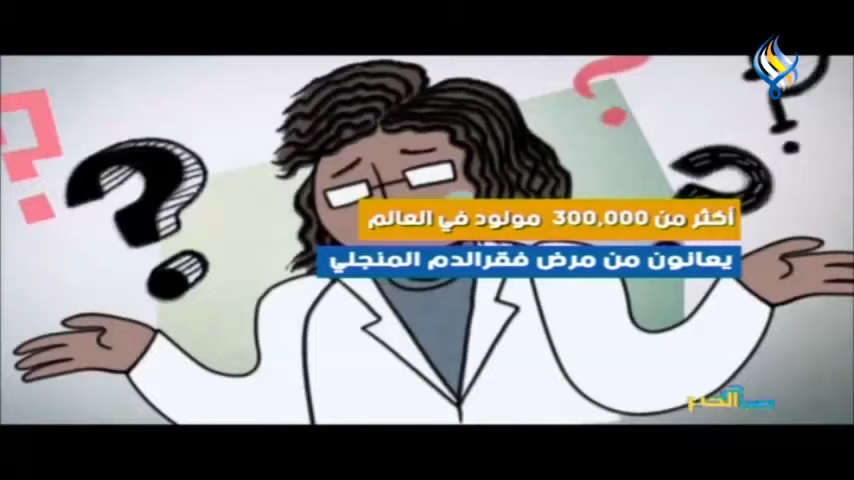 أكثر من 300,000 مولود في العالم
يعانون من مرض فقرالدم المنجلي